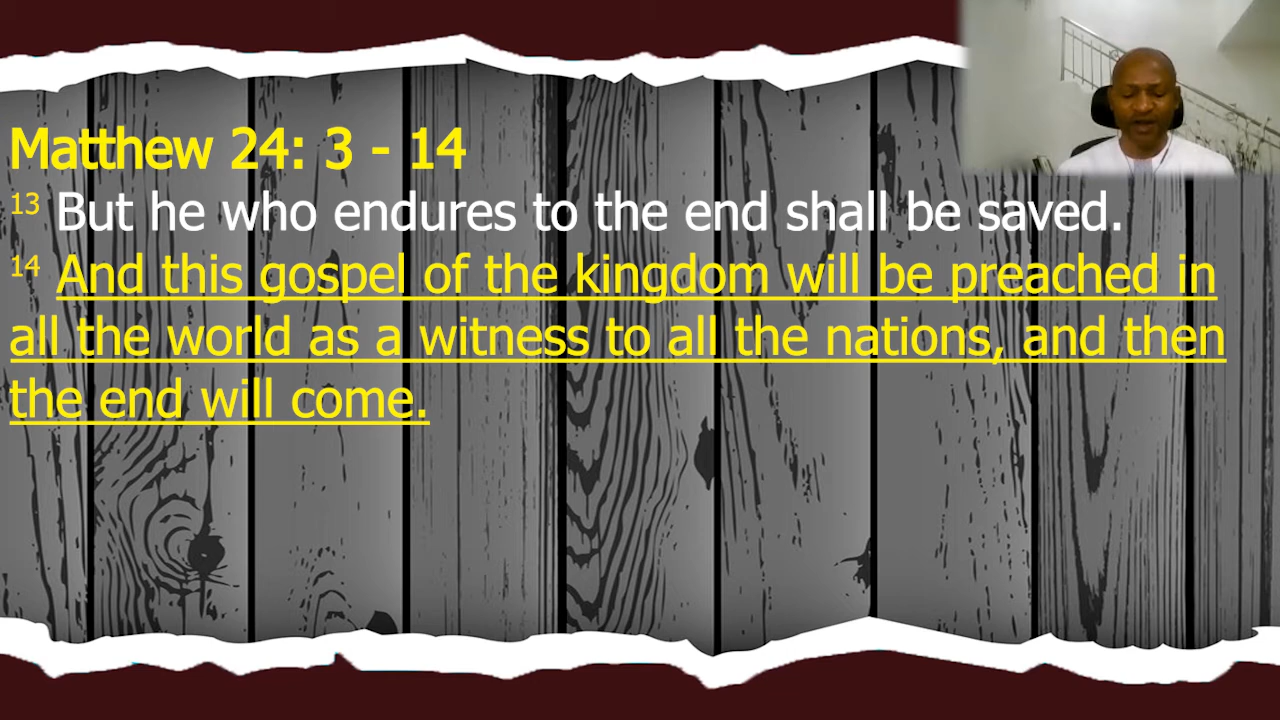 Matthew 24: 3 - 14
13 But he who endures to the end shall be saved.
14 And this gospel of the kingdom will be preached in
all the world as a witness to all the nations, and then
the end will come.